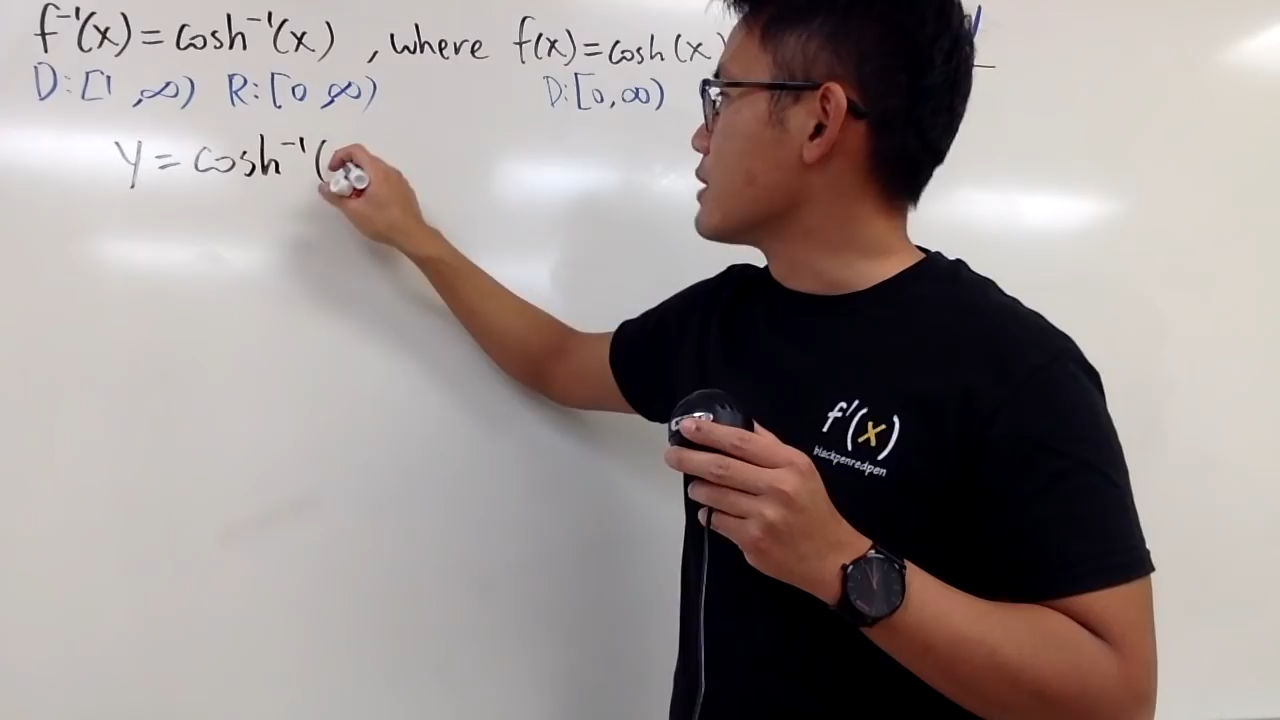 f⁻¹(x) = cosh⁻¹(x) , where f(x) = cosh(x)
D: [1, ∞) R: [0, ∞) D: [0, ∞)
y = cosh⁻¹(
f'(x)
blackpenredpen